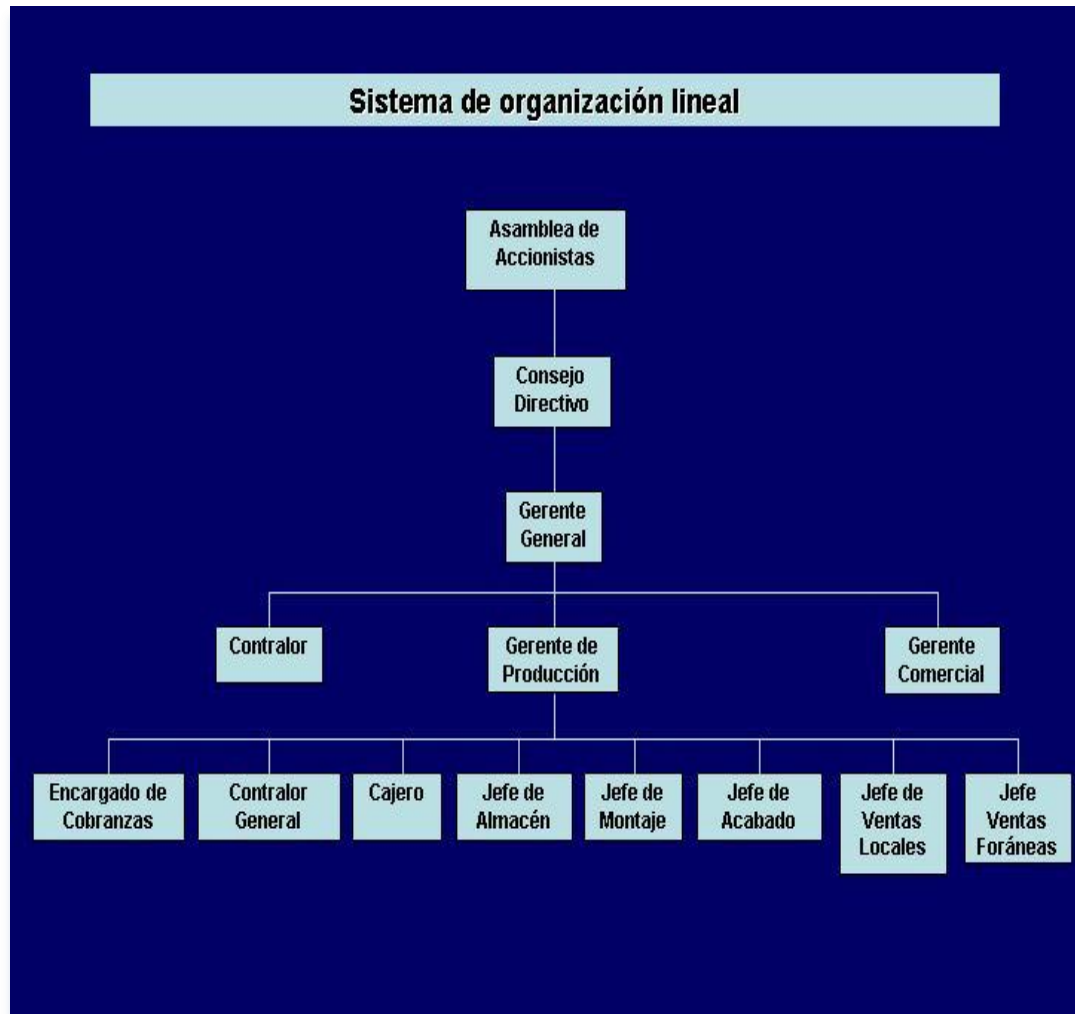 Sistema de organización lineal
Asamblea de
Accionistas
Consejo
Directivo
Gerente
General
Contralor
Gerente de
Producción
Gerente
Comercial
Encargado de
Cobranzas
Contralor
General
Cajero
Jefe de
Almacén
Jefe de
Montaje
Jefe de
Acabado
Jefe de
Ventas
Locales
Jefe
Ventas
Foráneas